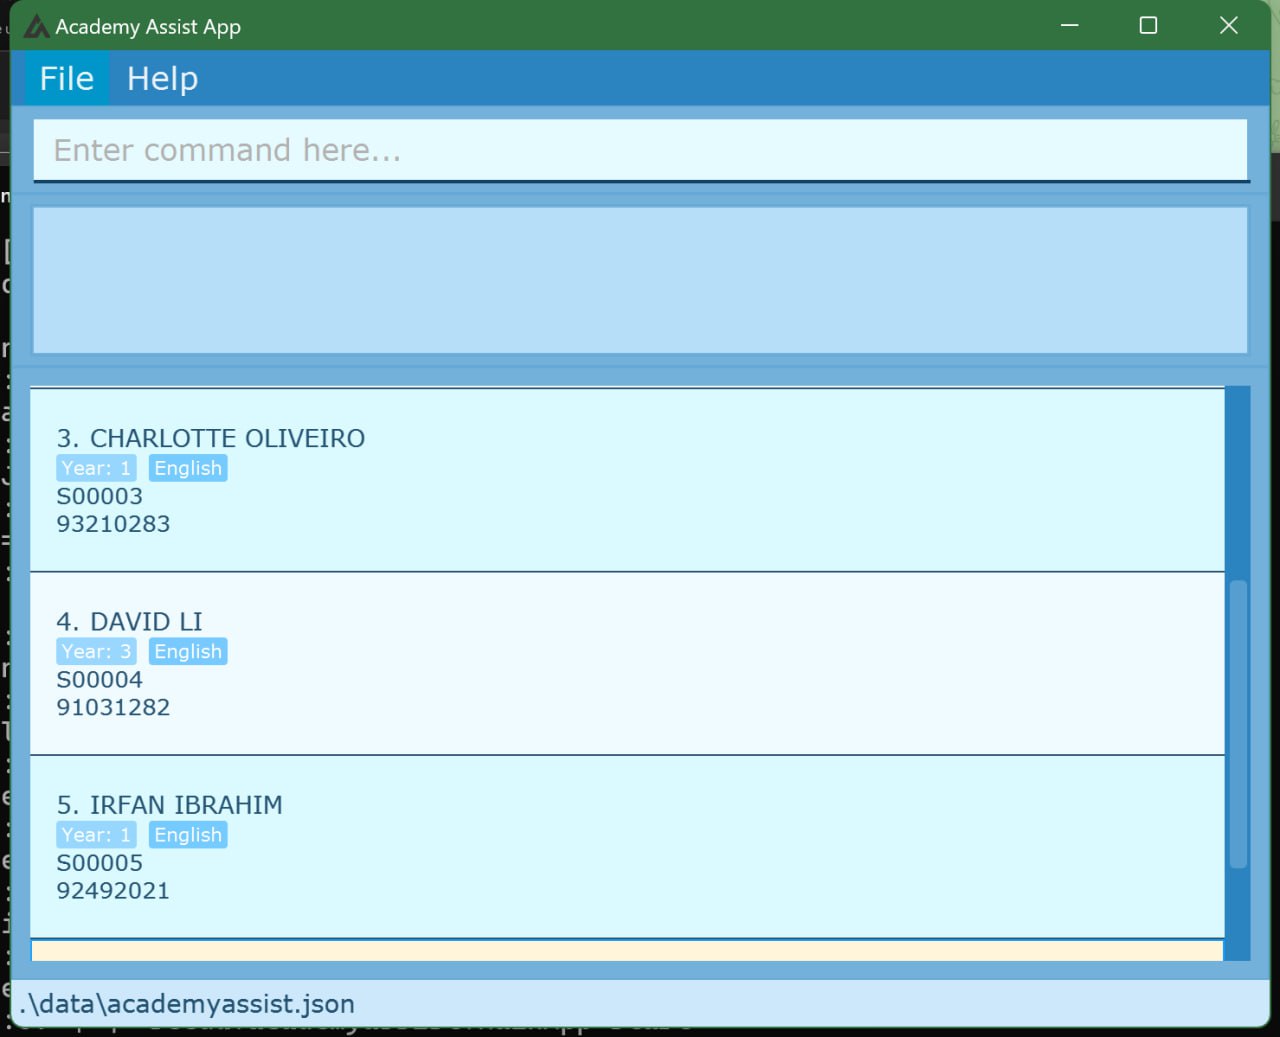 Academy Assist App
File Help
Enter command here...
3. CHARLOTTE OLIVEIRO
Year: 1 English
S00003
93210283
4. DAVID LI
Year: 3 English
S00004
91031282
5. IRFAN IBRAHIM
Year: 1 English
S00005
92492021
.\data\academyassist.json